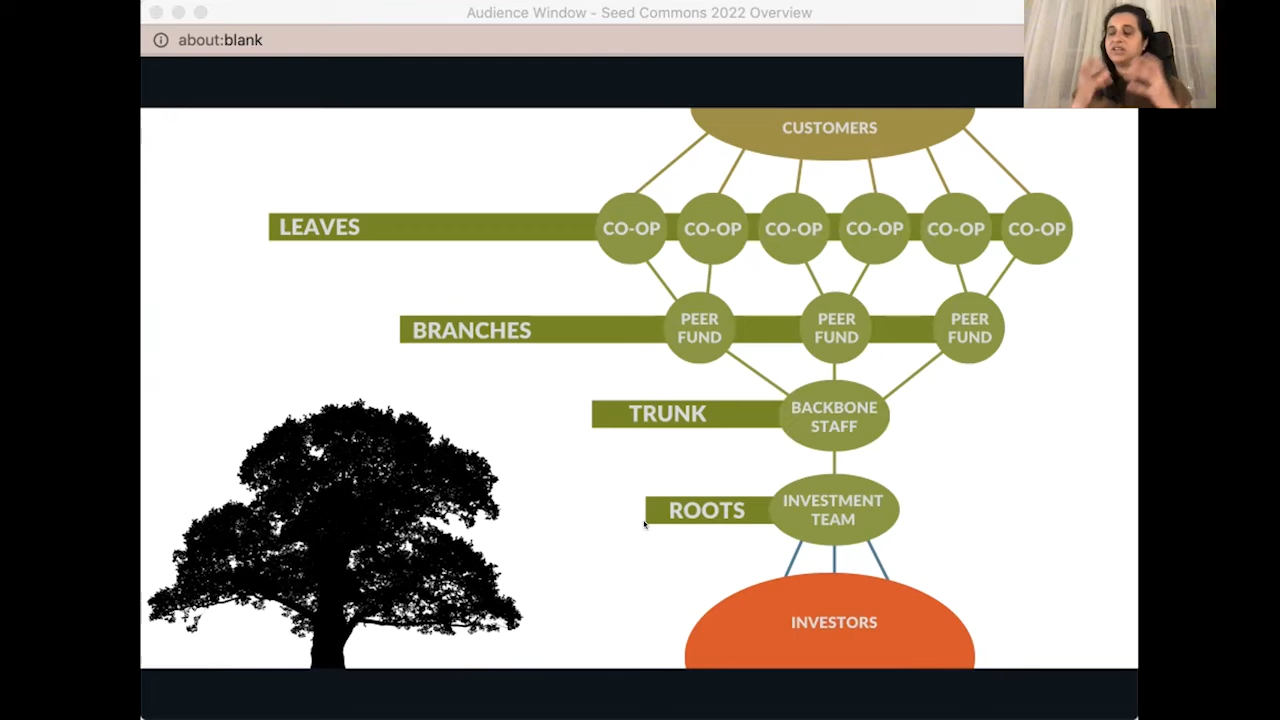 Audience Window - Seed Commons 2022 Overview
about:blank
CUSTOMERS
LEAVES
CO-OP CO-OP CO-OP CO-OP CO-OP CO-OP
BRANCHES
PEER FUND
PEER FUND
PEER FUND
TRUNK
BACKBONE
STAFF
ROOTS
INVESTMENT
TEAM
INVESTORS